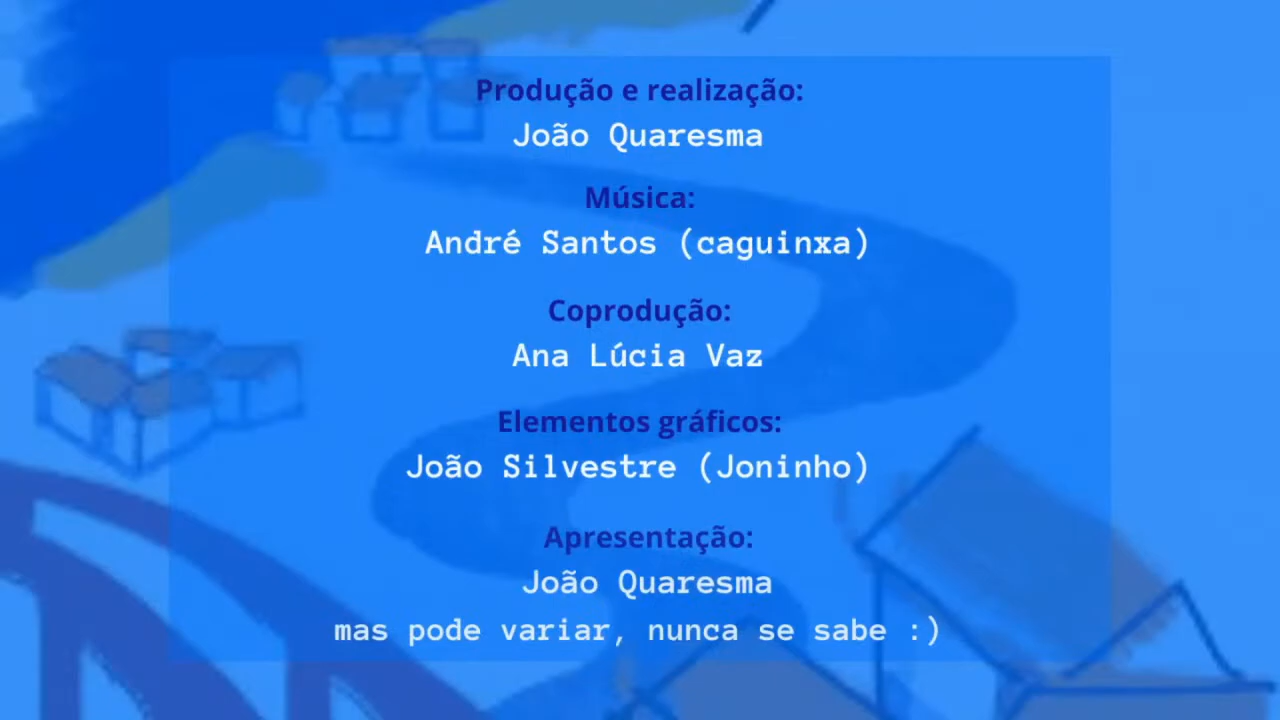 Produção e realização:
João Quaresma
Música:
André Santos (caguinxa)
Coprodução:
Ana Lúcia Vaz
Elementos gráficos:
João Silvestre (Joninho)
Apresentação:
João Quaresma
mas pode variar, nunca se sabe :)